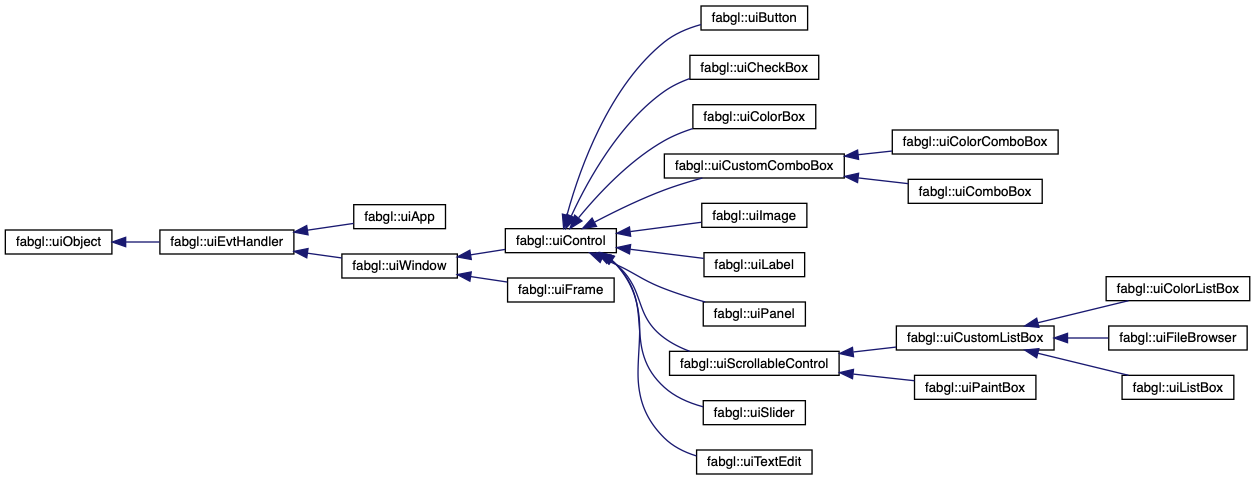 fabgl::uiButton
fabgl::uiCheckBox
fabgl::uiColorBox
fabgl::uiColorComboBox
fabgl::uiCustomComboBox
fabgl::uiComboBox
fabgl::uiApp
fabgl::uiImage
fabgl::uiObject
fabgl::uiEvtHandler
fabgl::uiControl
fabgl::uiWindow
fabgl::uiLabel
fabgl::uiFrame
fabgl::uiColorListBox
fabgl::uiPanel
fabgl::uiCustomListBox
fabgl::uiFileBrowser
fabgl::uiScrollableControl
fabgl::uiPaintBox
fabgl::uiListBox
fabgl::uiSlider
fabgl::uiTextEdit